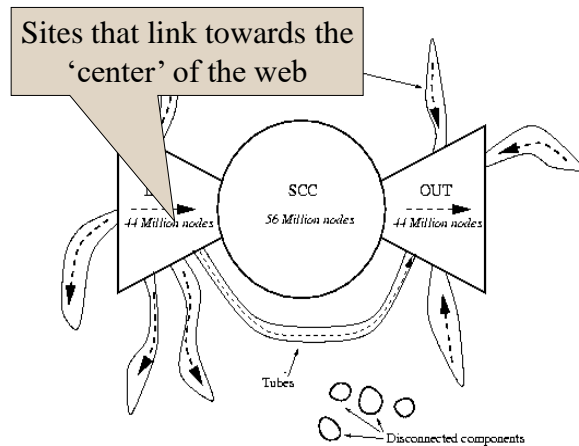 Sites that link towards the
‘center’ of the web
SCC
OUT
44 Million nodes
56 Million nodes
44 Million nodes
Tubes
Disconnected components